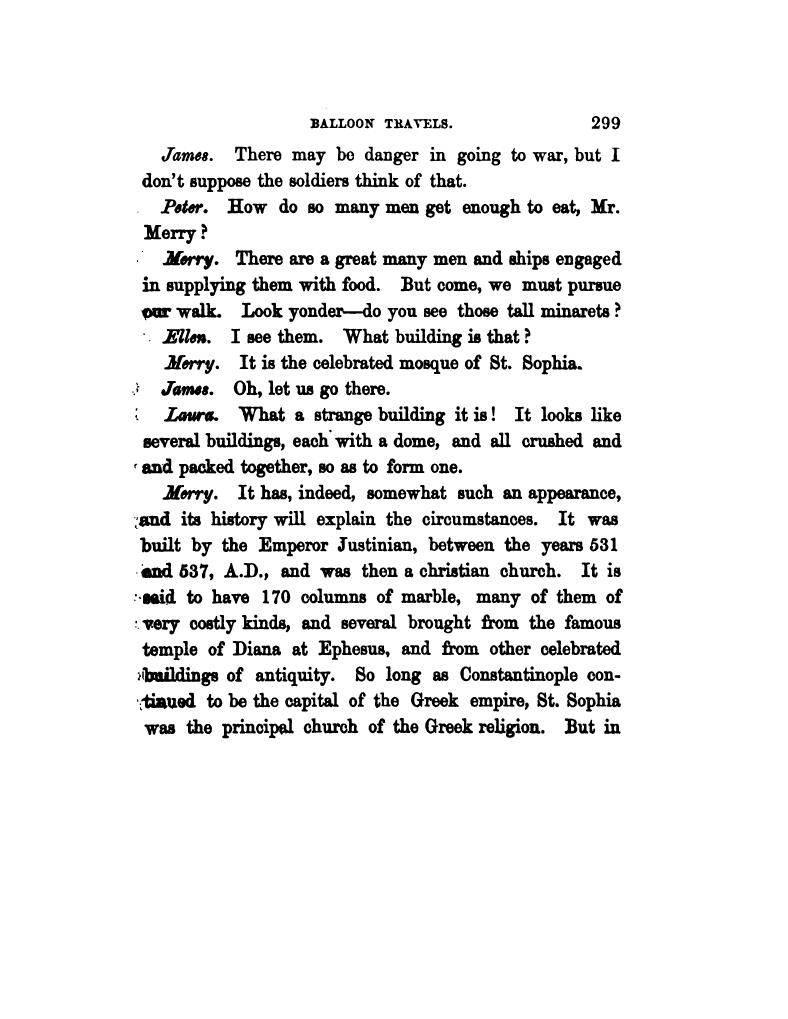 BALLOON TRAVELS. 299
James. There may be danger in going to war, but I
don't suppose the soldiers think of that.
Peter. How do so many men get enough to eat, Mr.
Merry?
Merry. There are a great many men and ships engaged
in supplying them with food. But come, we must pursue
our walk. Look yonder—do you see those tall minarets?
Ellen. I see them. What building is that?
Merry. It is the celebrated mosque of St. Sophia.
James. Oh, let us go there.
Laura. What a strange building it is! It looks like
several buildings, each with a dome, and all crushed and
and packed together, so as to form one.
Merry. It has, indeed, somewhat such an appearance,
and its history will explain the circumstances. It was
built by the Emperor Justinian, between the years 531
and 537, A.D., and was then a christian church. It is
said to have 170 columns of marble, many of them of
very costly kinds, and several brought from the famous
temple of Diana at Ephesus, and from other celebrated
buildings of antiquity. So long as Constantinople con-
tinued to be the capital of the Greek empire, St. Sophia
was the principal church of the Greek religion. But in